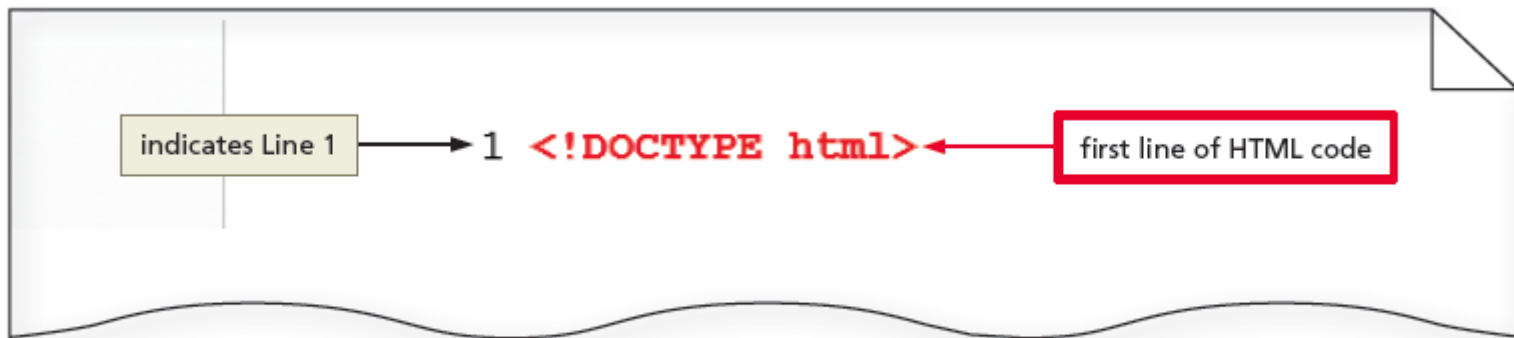 indicates Line 1
1 <!DOCTYPE html>
first line of HTML code